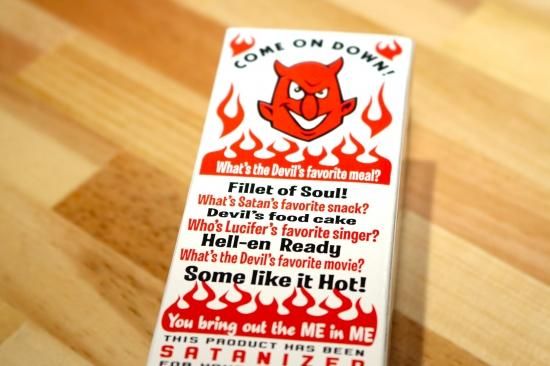 COME ON DOWN!
What's the Devil's favorite meal?
Fillet of Soul!
What's Satan's favorite snack?
Devil's food cake
Who's Lucifer's favorite singer?
Hell-en Ready
What's the Devil's favorite movie?
Some like it Hot!
You bring out the ME in ME
THIS PRODUCT HAS BEEN
SATANIZED
FOR